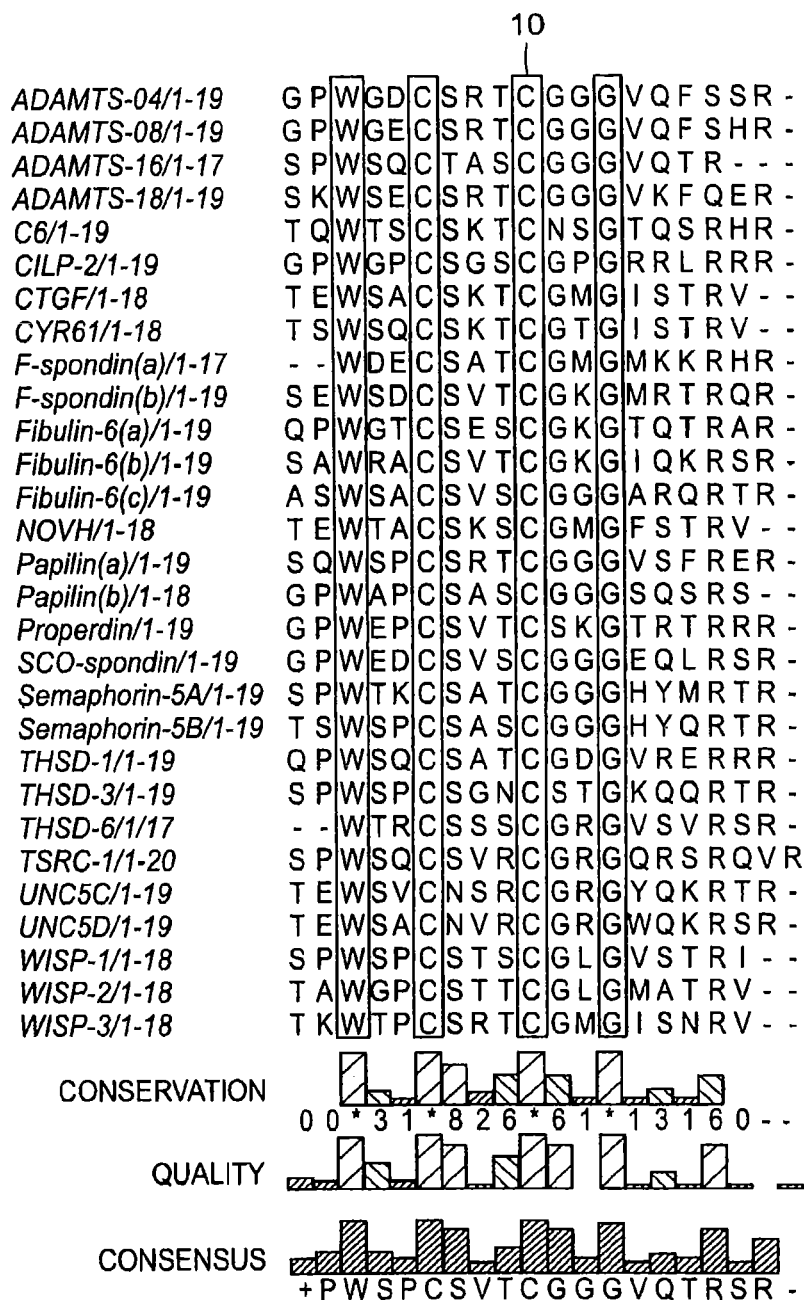 10
ADAMTS-04/1-19 G P W G D C S R T C G G G V Q F S S R -
ADAMTS-08/1-19 G P W G E C S R T C G G G V Q F S H R -
ADAMTS-16/1-17 S P W S Q C T A S C G G G V Q T R - - -
ADAMTS-18/1-19 S K W S E C S R T C G G G V K F Q E R -
C6/1-19 T Q W T S C S K T C N S G T Q S R H R -
CILP-2/1-19 G P W G P C S G S C G P G R R L R R R -
CTGF/1-18 T E W S A C S K T C G M G I S T R V - -
CYR61/1-18 T S W S Q C S K T C G T G I S T R V - -
F-spondin(a)/1-17 - - W D E C S A T C G M G M K K R H R -
F-spondin(b)/1-19 S E W S D C S V T C G K G M R T R Q R -
Fibulin-6(a)/1-19 Q P W G T C S E S C G K G T Q T R A R -
Fibulin-6(b)/1-19 S A W R A C S V T C G K G I Q K R S R -
Fibulin-6(c)/1-19 A S W S A C S V S C G G G A R Q R T R -
NOVH/1-18 T E W T A C S K S C G M G F S T R V - -
Papilin(a)/1-19 S Q W S P C S R T C G G G V S F R E R -
Papilin(b)/1-18 G P W A P C S A S C G G G S Q S R S - -
Properdin/1-19 G P W E P C S V T C S K G T R T R R R -
SCO-spondin/1-19 G P W E D C S V S C G G G E Q L R S R -
Semaphorin-5A/1-19 S P W T K C S A T C G G G H Y M R T R -
Semaphorin-5B/1-19 T S W S P C S A S C G G G H Y Q R T R -
THSD-1/1-19 Q P W S Q C S A T C G D G V R E R R R -
THSD-3/1-19 S P W S P C S G N C S T G K Q Q R T R -
THSD-6/1/17 - - W T R C S S S C G R G V S V R S R -
TSRC-1/1-20 S P W S Q C S V R C G R G Q R S R Q V R
UNC5C/1-19 T E W S V C N S R C G R G Y Q K R T R -
UNC5D/1-19 T E W S A C N V R C G R G W Q K R S R -
WISP-1/1-18 S P W S P C S T S C G L G V S T R I - -
WISP-2/1-18 T A W G P C S T T C G L G M A T R V - -
WISP-3/1-18 T K W T P C S R T C G M G I S N R V - -
CONSERVATION
0 0 * 3 1 * 8 2 6 * 6 1 * 1 3 1 6 0 - -
QUALITY
CONSENSUS
+ P W S P C S V T C G G G V Q T R S R -